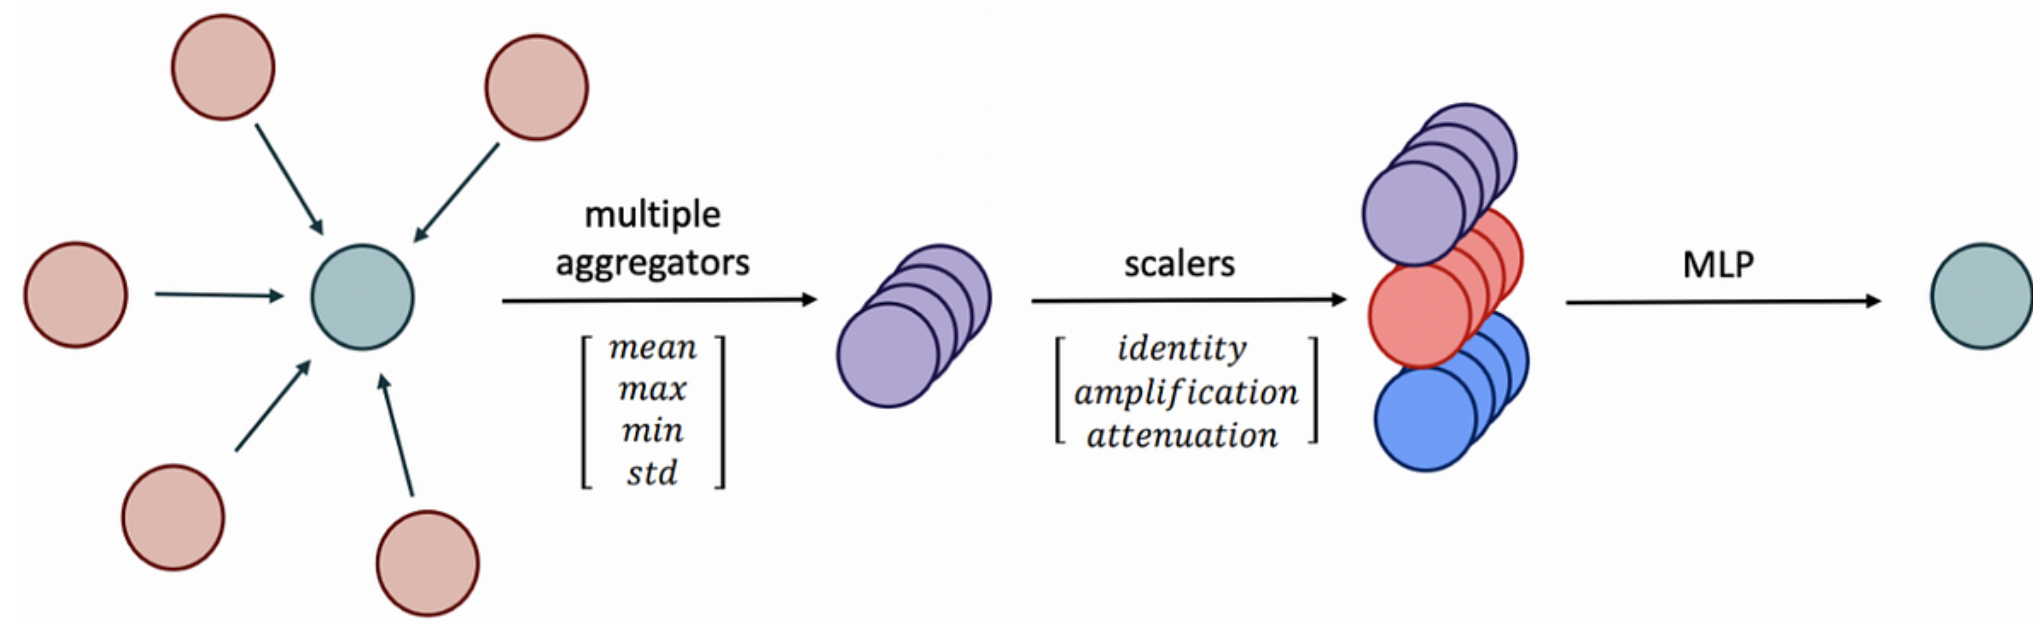 multiple
aggregators
mean
max
min
std
scalers
identity
amplification
attenuation
MLP